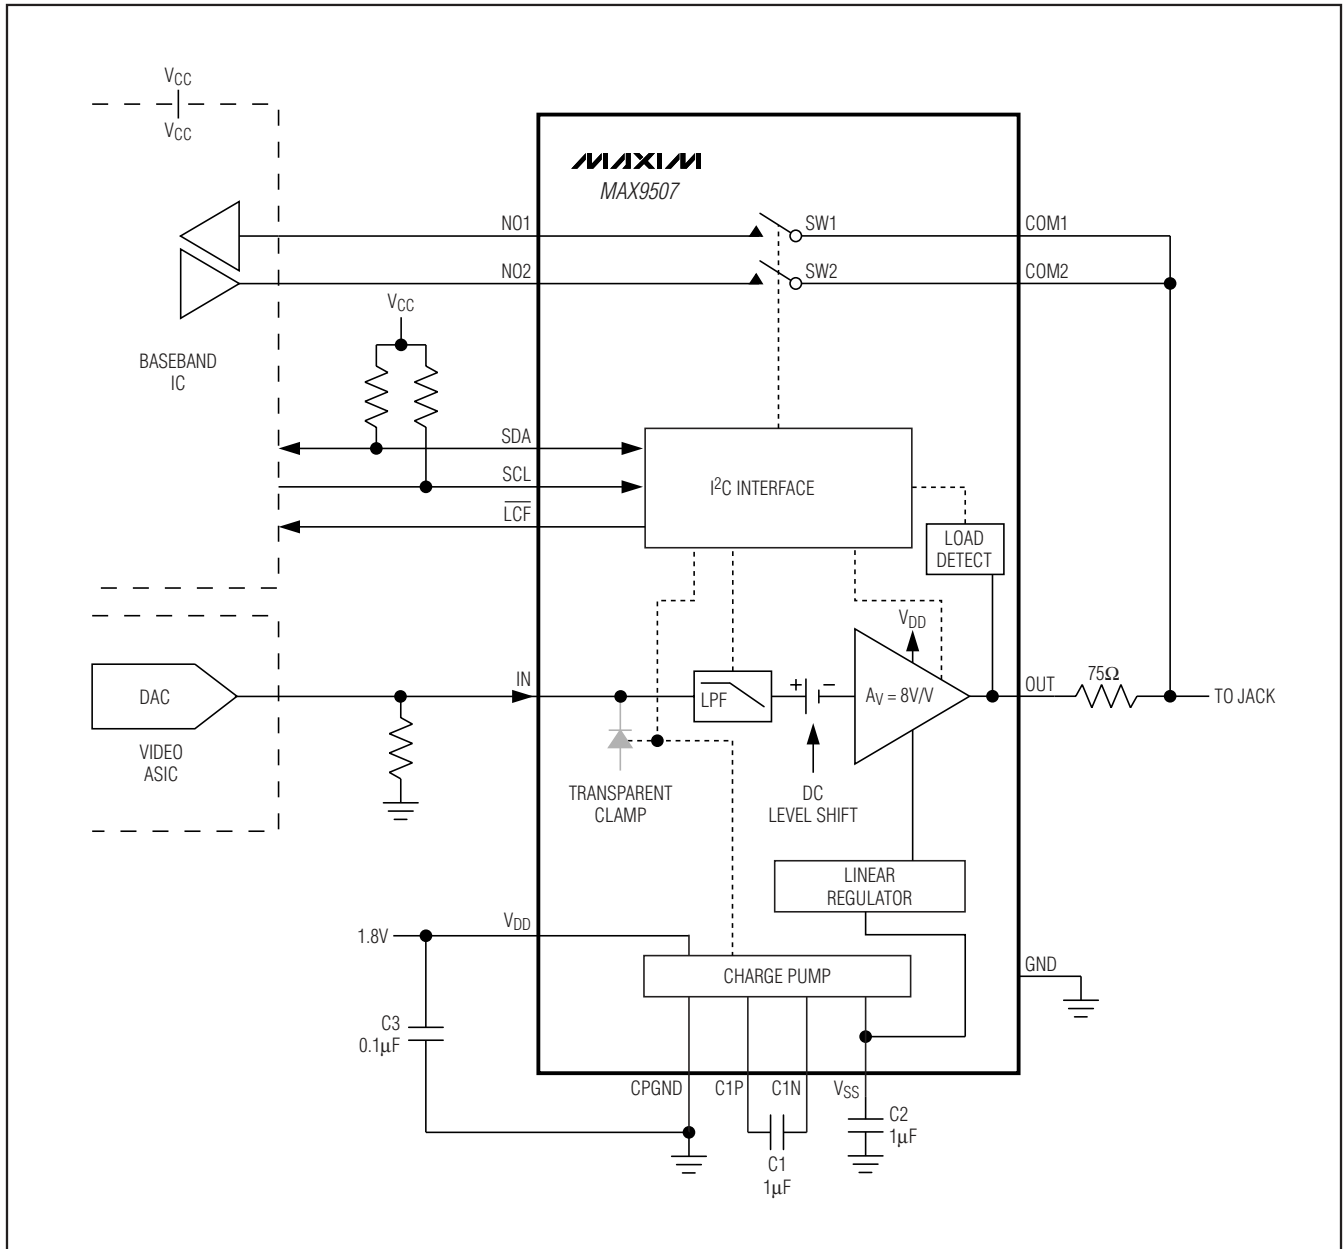 VCC
VCC
MAXIM
MAX9507
NO1
SW1
COM1
NO2
SW2
COM2
VCC
BASEBAND
IC
SDA
SCL
I²C INTERFACE
L̅C̅F̅
LOAD
DETECT
VDD
IN
OUT
75Ω
DAC
LPF
+
−
AV = 8V/V
TO JACK
VIDEO
ASIC
TRANSPARENT
CLAMP
DC
LEVEL SHIFT
LINEAR
REGULATOR
VDD
1.8V
CHARGE PUMP
GND
C3
0.1µF
CPGND
C1P
C1N
VSS
C2
1µF
C1
1µF